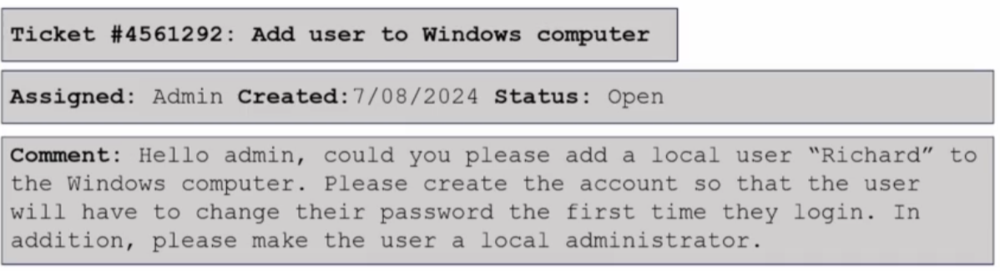 Ticket #4561292: Add user to Windows computer
Assigned: Admin Created:7/08/2024 Status: Open
Comment: Hello admin, could you please add a local user “Richard” to
the Windows computer. Please create the account so that the user
will have to change their password the first time they login. In
addition, please make the user a local administrator.